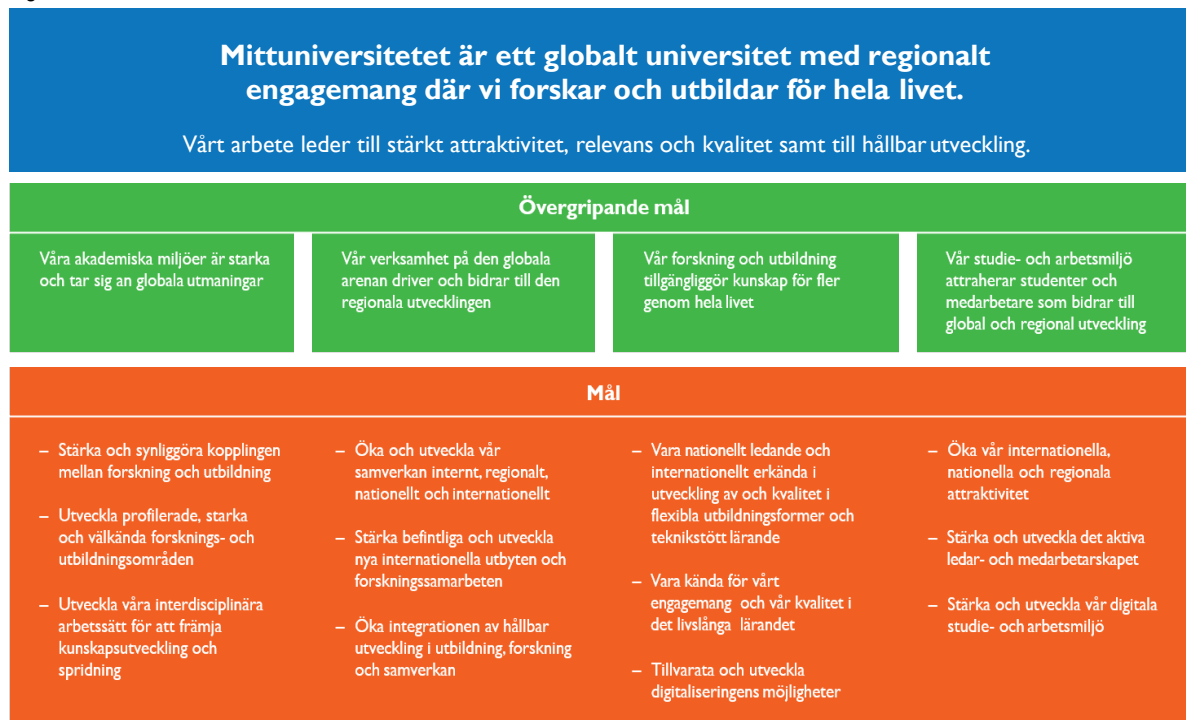 Mittuniversitetet är ett globalt universitet med regionalt
engagemang där vi forskar och utbildar för hela livet.
Vårt arbete leder till stärkt attraktivitet, relevans och kvalitet samt till hållbar utveckling.
Övergripande mål
Våra akademiska miljöer är starka
och tar sig an globala utmaningar
Vår verksamhet på den globala
arenan driver och bidrar till den
regionala utvecklingen
Vår forskning och utbildning
tillgängliggör kunskap för fler
genom hela livet
Vår studie- och arbetsmiljö
attraherar studenter och
medarbetare som bidrar till
global och regional utveckling
Mål
– Stärka och synliggöra kopplingen
mellan forskning och utbildning
– Utveckla profilerade, starka
och välkända forsknings- och
utbildningsområden
– Utveckla våra interdisciplinära
arbetssätt för att främja
kunskapsutveckling och
spridning
– Öka och utveckla vår
samverkan internt, regionalt,
nationellt och internationellt
– Stärka befintliga och utveckla
nya internationella utbyten och
forskningssamarbeten
– Öka integrationen av hållbar
utveckling i utbildning, forskning
och samverkan
– Vara nationellt ledande och
internationellt erkända i
utveckling av och kvalitet i
flexibla utbildningsformer och
teknikstött lärande
– Vara kända för vårt
engagemang och vår kvalitet i
det livslånga lärandet
– Tillvarata och utveckla
digitaliseringens möjligheter
– Öka vår internationella,
nationella och regionala
attraktivitet
– Stärka och utveckla det aktiva
ledar- och medarbetarskapet
– Stärka och utveckla vår digitala
studie- och arbetsmiljö